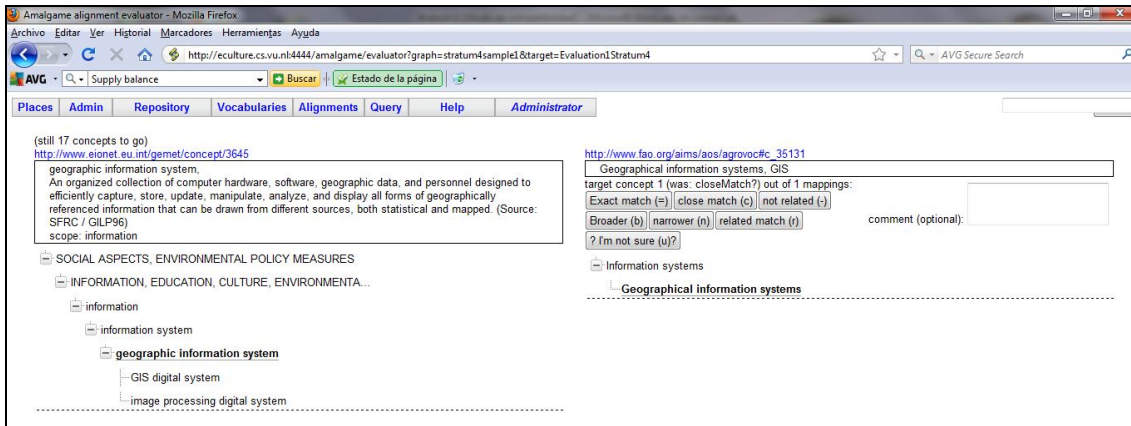 Amalgame alignment evaluator - Mozilla Firefox
Archivo Editar Ver Historial Marcadores Herramientas Ayuda
http://eculture.cs.vu.nl:4444/amalgame/evaluator?graph=stratum4sample1&target=Evaluation1Stratum4
AVG Secure Search
AVG Supply balance Buscar Estado de la página
Places Admin Repository Vocabularies Alignments Query Help Administrator
(still 17 concepts to go)
http://www.eionet.eu.int/gemet/concept/3645
geographic information system,
An organized collection of computer hardware, software, geographic data, and personnel designed to
efficiently capture, store, update, manipulate, analyze, and display all forms of geographically
referenced information that can be drawn from different sources, both statistical and mapped. (Source:
SFRC / GILP96)
scope: information
SOCIAL ASPECTS, ENVIRONMENTAL POLICY MEASURES
INFORMATION, EDUCATION, CULTURE, ENVIRONMENTA...
information
information system
geographic information system
GIS digital system
image processing digital system
http://www.fao.org/aims/aos/agrovoc#c_35131
Geographical information systems, GIS
target concept 1 (was: closeMatch?) out of 1 mappings:
Exact match (=) close match (c) not related (-)
Broader (b) narrower (n) related match (r) comment (optional):
? I'm not sure (u)?
Information systems
Geographical information systems